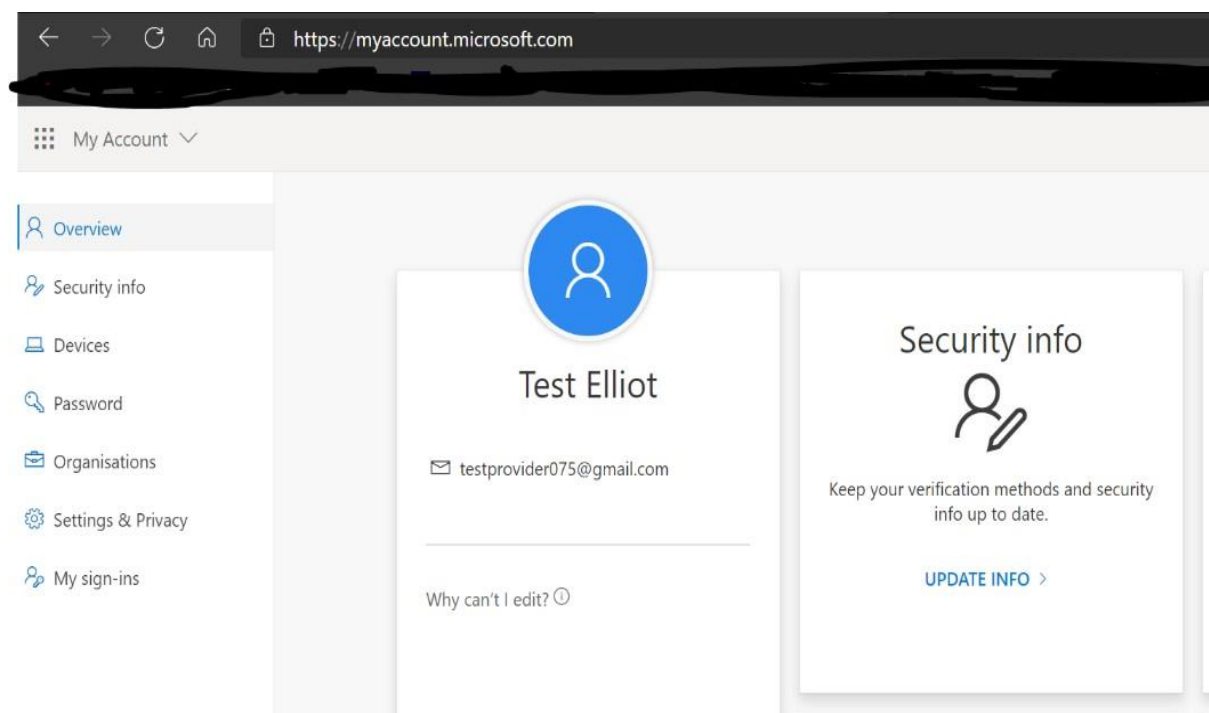 https://myaccount.microsoft.com
My Account
Overview
Security info
Devices
Password
Organisations
Settings & Privacy
My sign-ins
Test Elliot
testprovider075@gmail.com
Why can't I edit?
Security info
Keep your verification methods and security
info up to date.
UPDATE INFO >